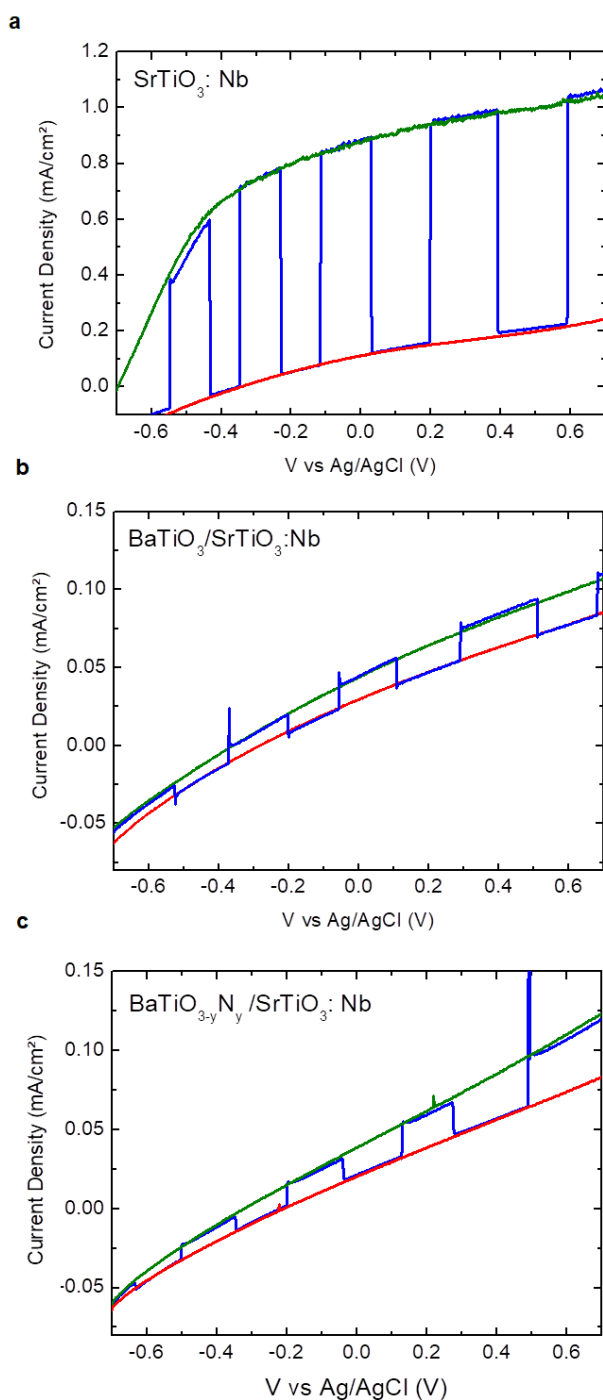 a
SrTiO₃: Nb
Current Density (mA/cm²)
1.2
1.0
0.8
0.6
0.4
0.2
0.0
-0.6 -0.4 -0.2 0.0 0.2 0.4 0.6
V vs Ag/AgCl (V)
b
BaTiO₃/SrTiO₃:Nb
Current Density (mA/cm²)
0.15
0.10
0.05
0.00
-0.05
-0.6 -0.4 -0.2 0.0 0.2 0.4 0.6
V vs Ag/AgCl (V)
c
BaTiO₃₋yNy /SrTiO₃: Nb
Current Density (mA/cm²)
0.15
0.10
0.05
0.00
-0.05
-0.6 -0.4 -0.2 0.0 0.2 0.4 0.6
V vs Ag/AgCl (V)